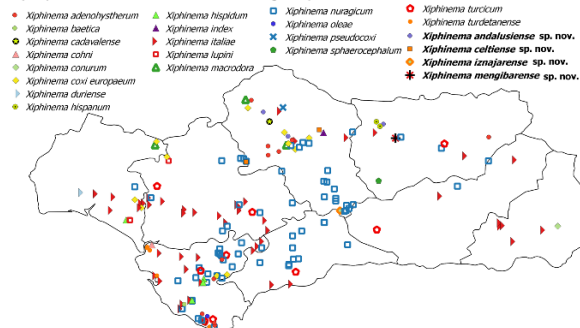 Xiphinema adenohystherum
Xiphinema baetica
Xiphinema cadavalense
Xiphinema cohni
Xiphinema conurum
Xiphinema coxi europaeum
Xiphinema duriense
Xiphinema hispanum
Xiphinema hispidum
Xiphinema index
Xiphinema italiae
Xiphinema lupini
Xiphinema macrodora
Xiphinema nuragicum
Xiphinema oleae
Xiphinema pseudocoxi
Xiphinema sphaerocephalum
Xiphinema turcicum
Xiphinema turdetanense
Xiphinema andalusiense sp. nov.
Xiphinema celtiense sp. nov.
Xiphinema iznajarense sp. nov.
Xiphinema mengibarense sp. nov.